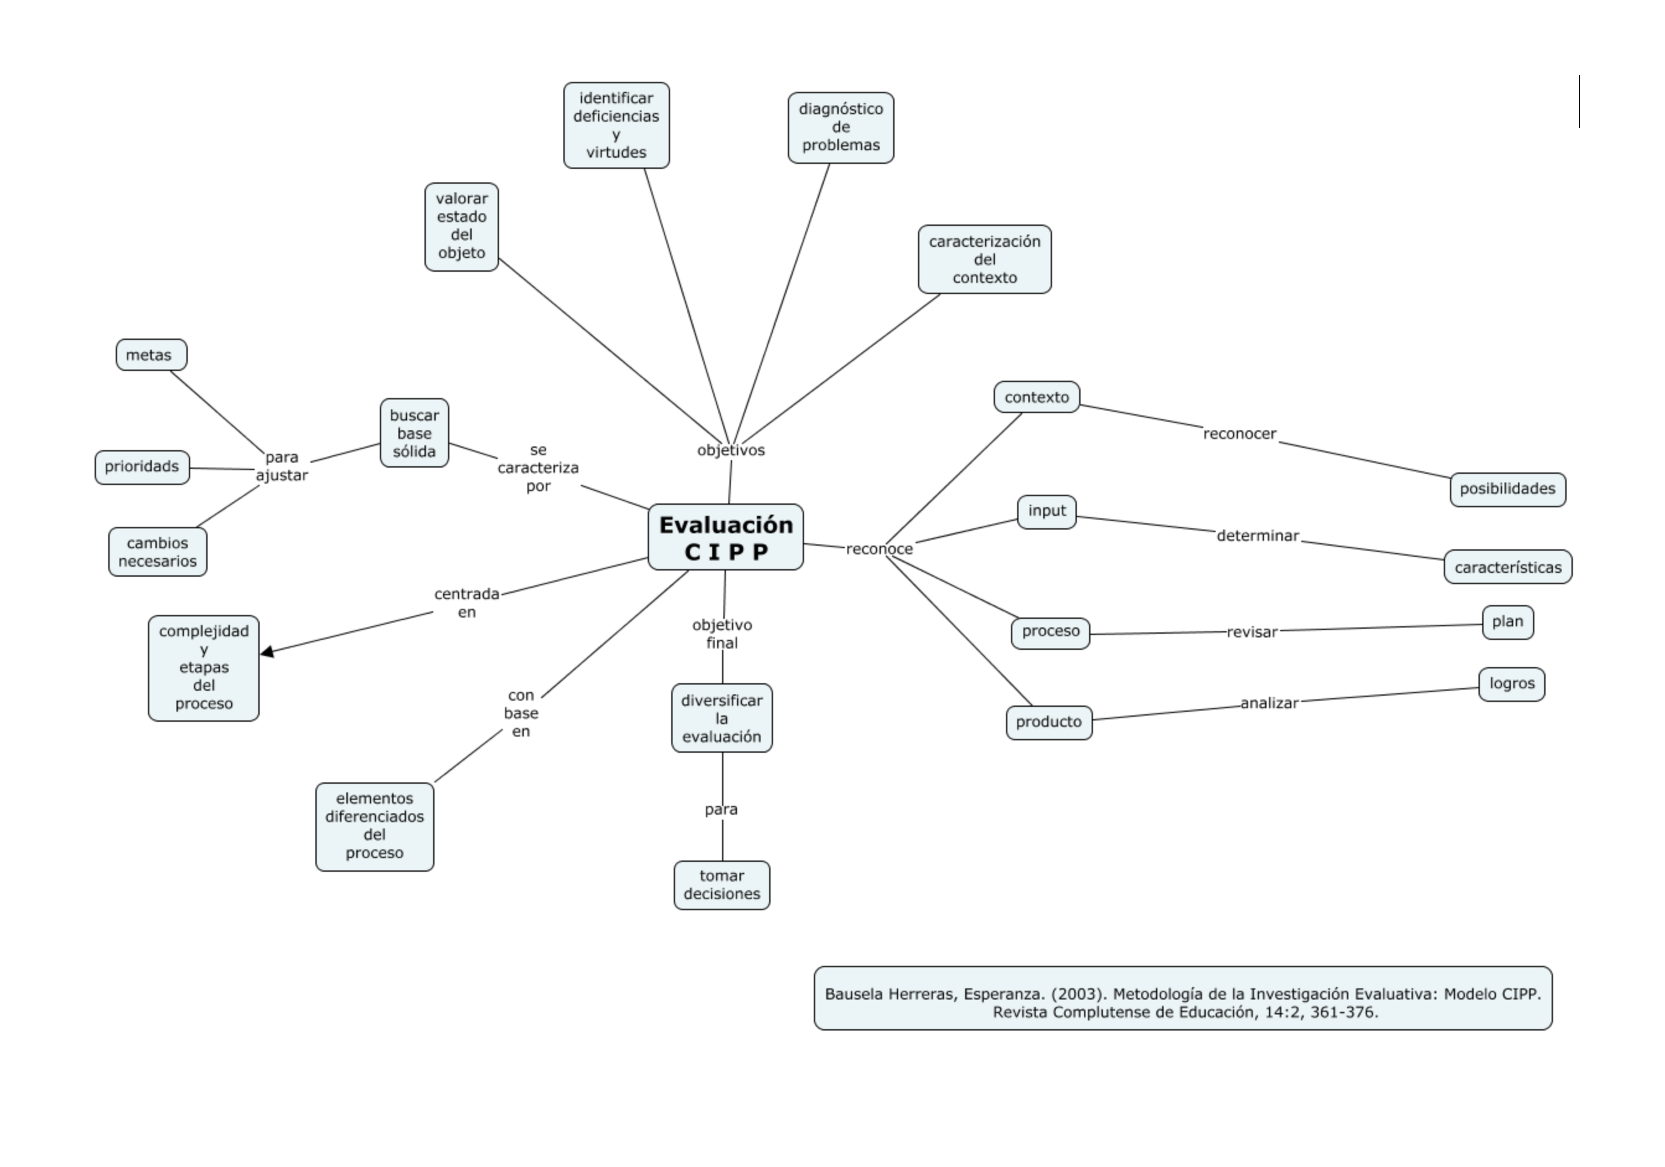 identificar
deficiencias
y
virtudes
diagnóstico
de
problemas
valorar
estado
del
objeto
caracterización
del
contexto
metas
prioridads
cambios
necesarios
para
ajustar
buscar
base
sólida
se
caracteriza
por
objetivos
Evaluación
C I P P
reconoce
contexto
reconocer
posibilidades
input
determinar
características
proceso
revisar
plan
producto
analizar
logros
centrada
en
complejidad
y
etapas
del
proceso
con
base
en
elementos
diferenciados
del
proceso
objetivo
final
diversificar
la
evaluación
para
tomar
decisiones
Bausela Herreras, Esperanza. (2003). Metodología de la Investigación Evaluativa: Modelo CIPP.
Revista Complutense de Educación, 14:2, 361-376.